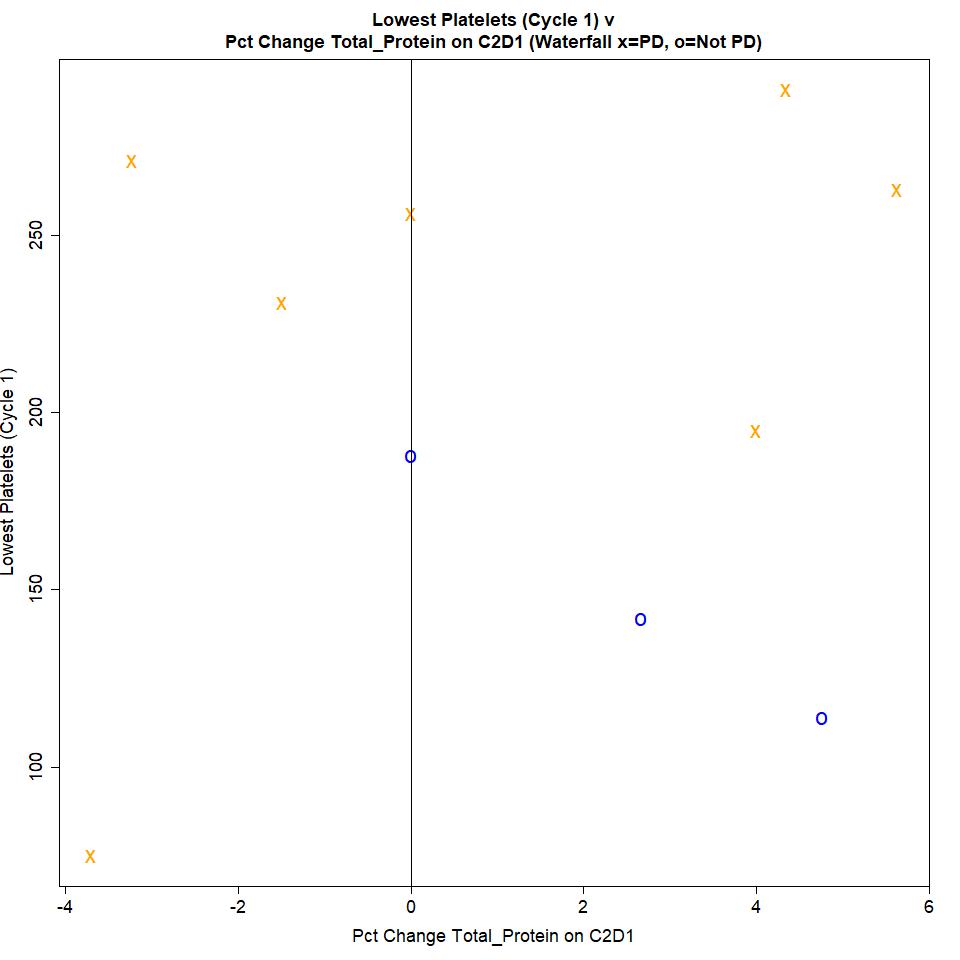 Lowest Platelets (Cycle 1) v
Pct Change Total_Protein on C2D1 (Waterfall x=PD, o=Not PD)
Lowest Platelets (Cycle 1)
250
200
150
100
X
X
X
X
X
X
O
O
O
X
-4
-2
0
2
4
6
Pct Change Total_Protein on C2D1